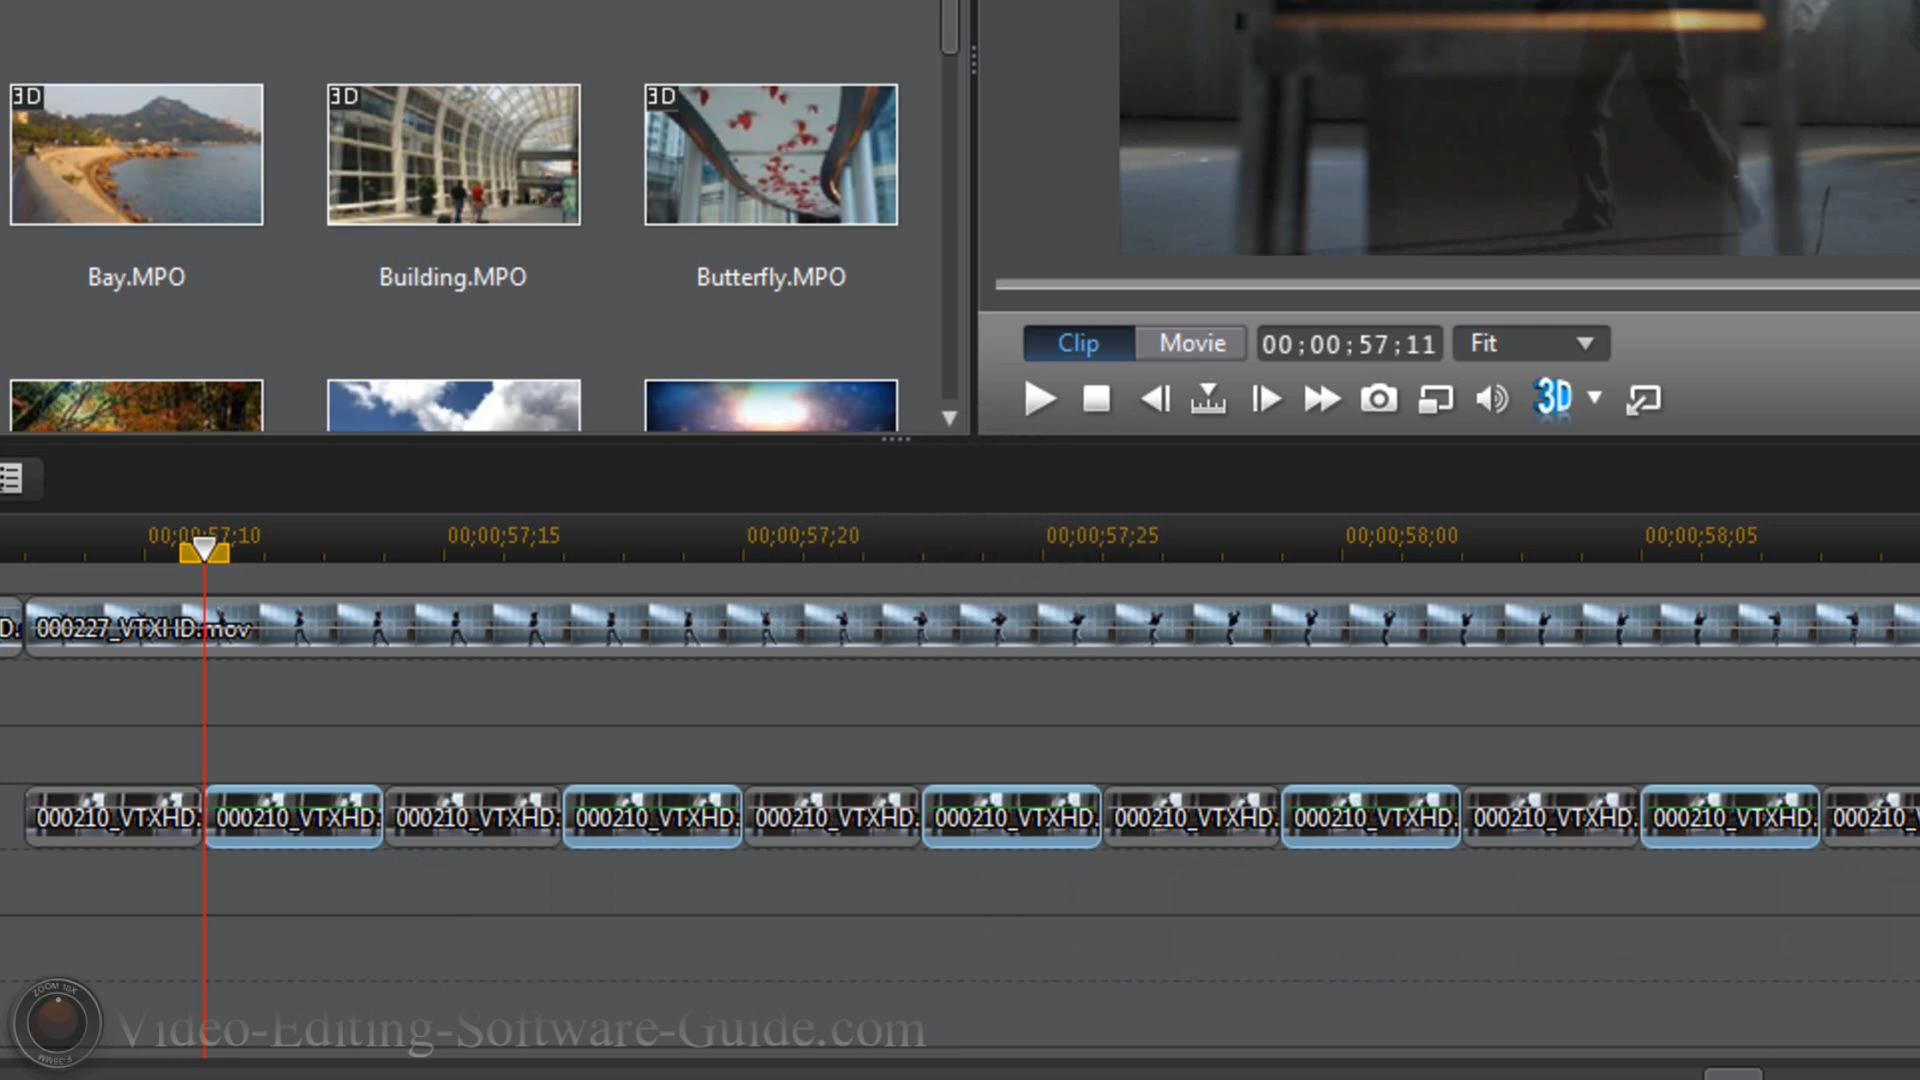 3D
3D
3D
Bay.MPO
Building.MPO
Butterfly.MPO
Clip
Movie
00;00;57;11
Fit
3D
00;00;57;10
00;00;57;15
00;00;57;20
00;00;57;25
00;00;58;00
00;00;58;05
D.
000227_VTXHD.mov
000210_VTXHD.
000210_VTXHD.
000210_VTXHD.
000210_VTXHD.
000210_VTXHD.
000210_VTXHD.
000210_VTXHD.
000210_VTXHD.
000210_VTXHD.
000210_VTXHD.
000210_V
ZOOM 10X
Video-Editing-Software-Guide.com